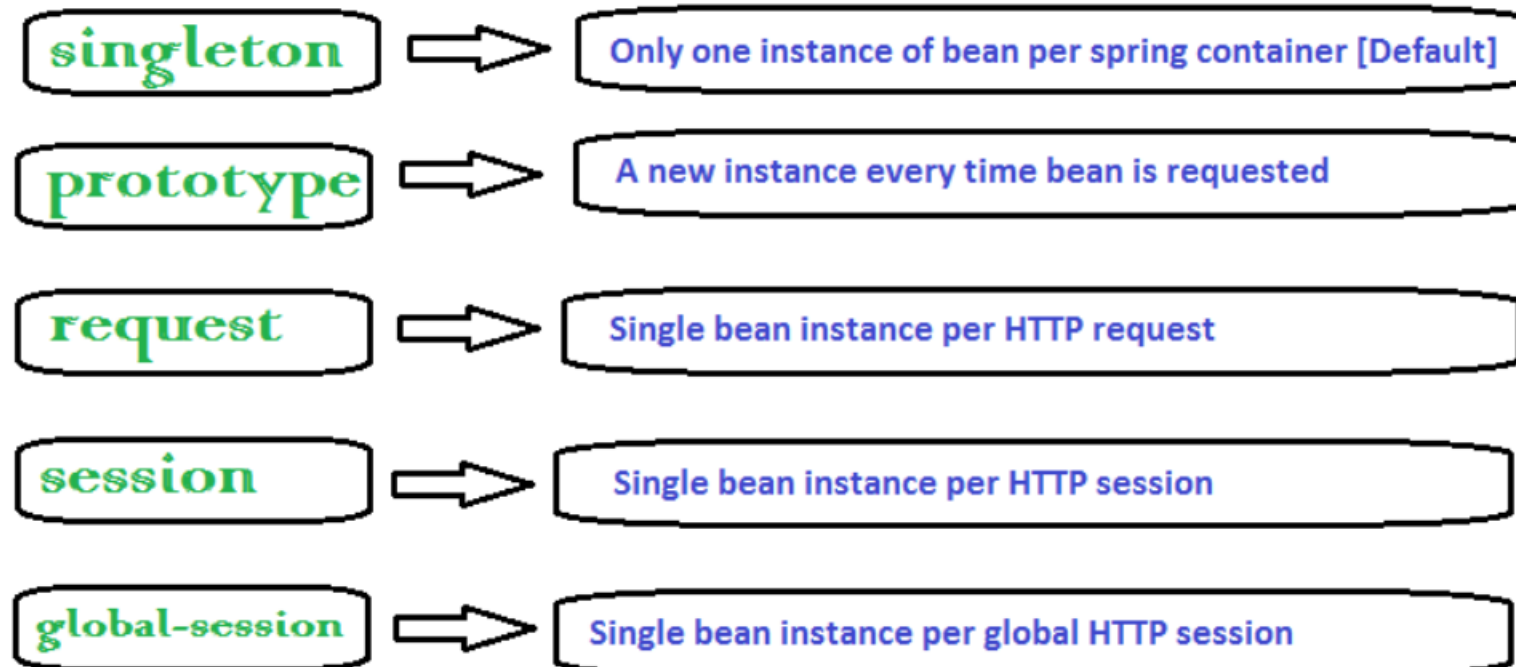 singleton Only one instance of bean per spring container [Default]
prototype A new instance every time bean is requested
request Single bean instance per HTTP request
session Single bean instance per HTTP session
global-session Single bean instance per global HTTP session